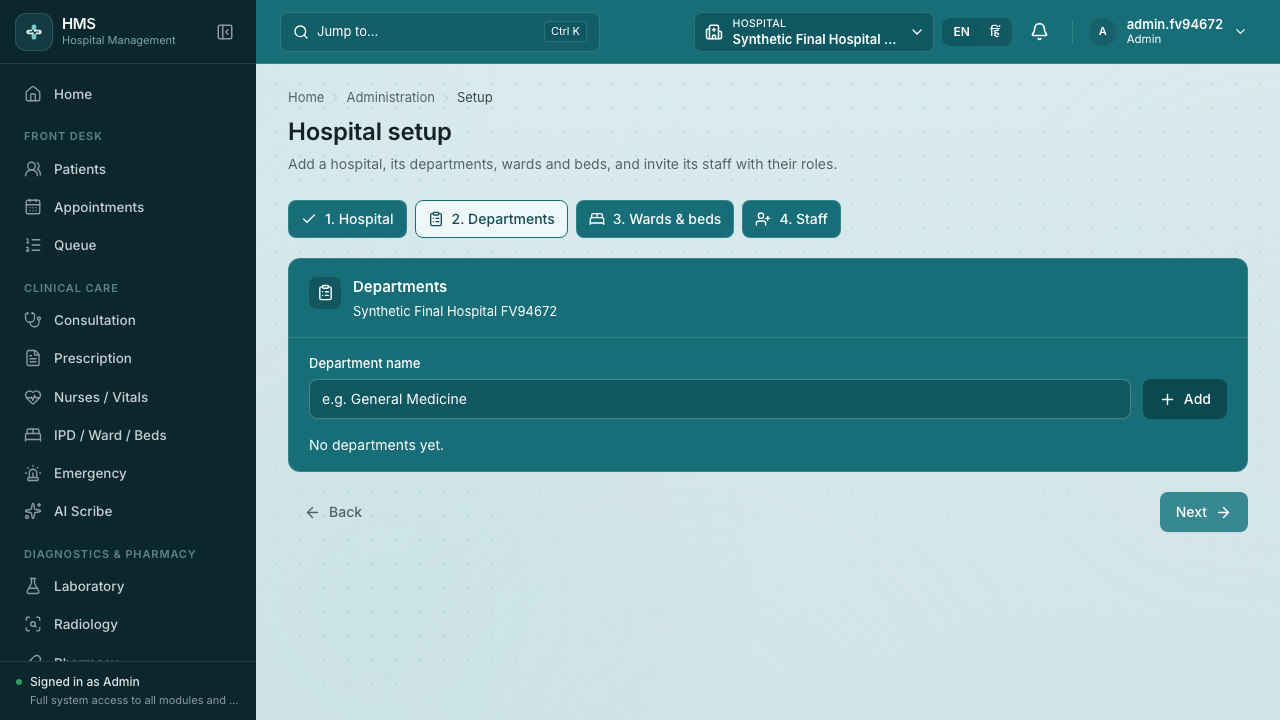 HMS
Hospital Management
Home
FRONT DESK
Patients
Appointments
Queue
CLINICAL CARE
Consultation
Prescription
Nurses / Vitals
IPD / Ward / Beds
Emergency
AI Scribe
DIAGNOSTICS & PHARMACY
Laboratory
Radiology
Signed in as Admin
Full system access to all modules and ...
Jump to...
Ctrl K
HOSPITAL
Synthetic Final Hospital ...
EN
हिं
A
admin.fv94672
Admin
Home > Administration > Setup
Hospital setup
Add a hospital, its departments, wards and beds, and invite its staff with their roles.
1. Hospital
2. Departments
3. Wards & beds
4. Staff
Departments
Synthetic Final Hospital FV94672
Department name
e.g. General Medicine
Add
No departments yet.
Back
Next